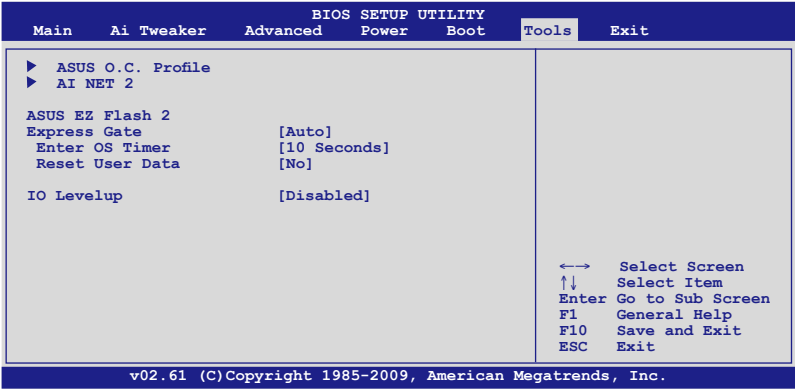 BIOS SETUP UTILITY
Main Ai Tweaker Advanced Power Boot Tools Exit
ASUS O.C. Profile
AI NET 2
ASUS EZ Flash 2
Express Gate [Auto]
Enter OS Timer [10 Seconds]
Reset User Data [No]
IO Levelup [Disabled]
←→ Select Screen
↑↓ Select Item
Enter Go to Sub Screen
F1 General Help
F10 Save and Exit
ESC Exit
v02.61 (C)Copyright 1985-2009, American Megatrends, Inc.